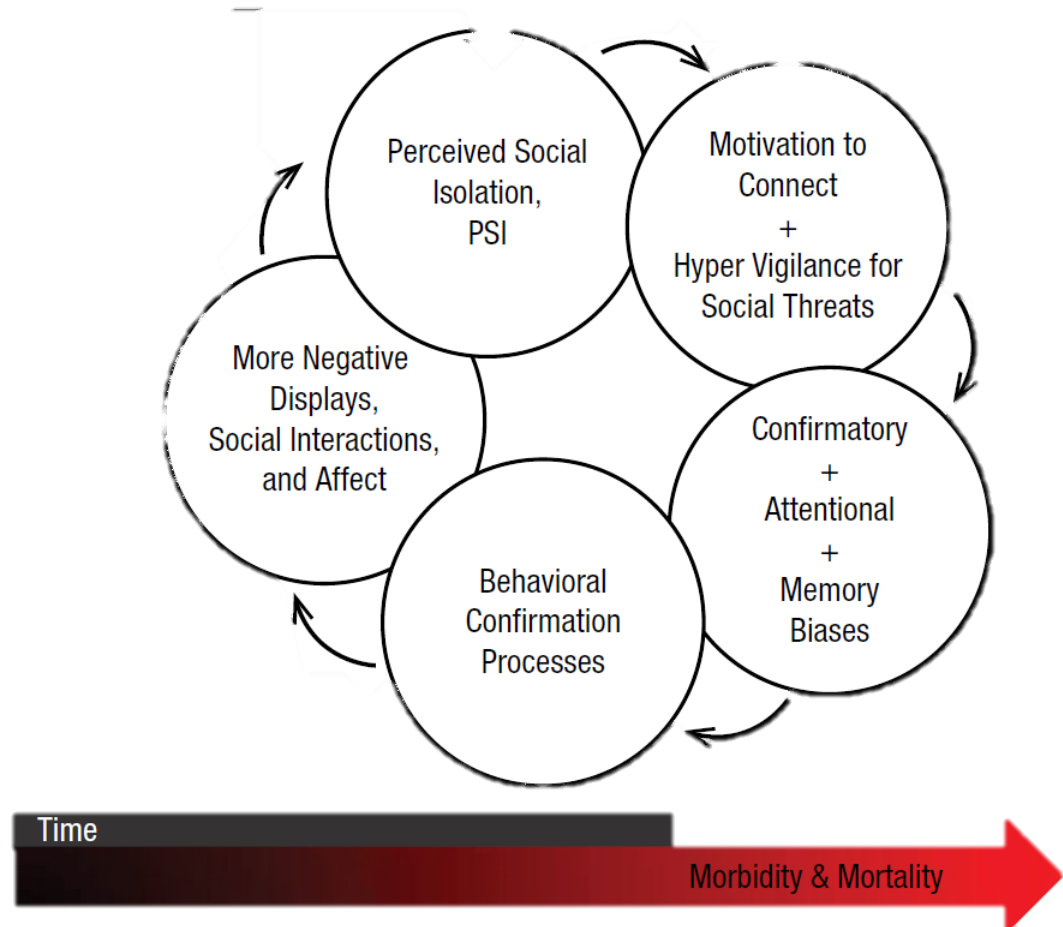 Perceived Social
Isolation,
PSI
Motivation to
Connect
+
Hyper Vigilance for
Social Threats
Confirmatory
+
Attentional
+
Memory
Biases
Behavioral
Confirmation
Processes
More Negative
Displays,
Social Interactions,
and Affect
Time
Morbidity & Mortality